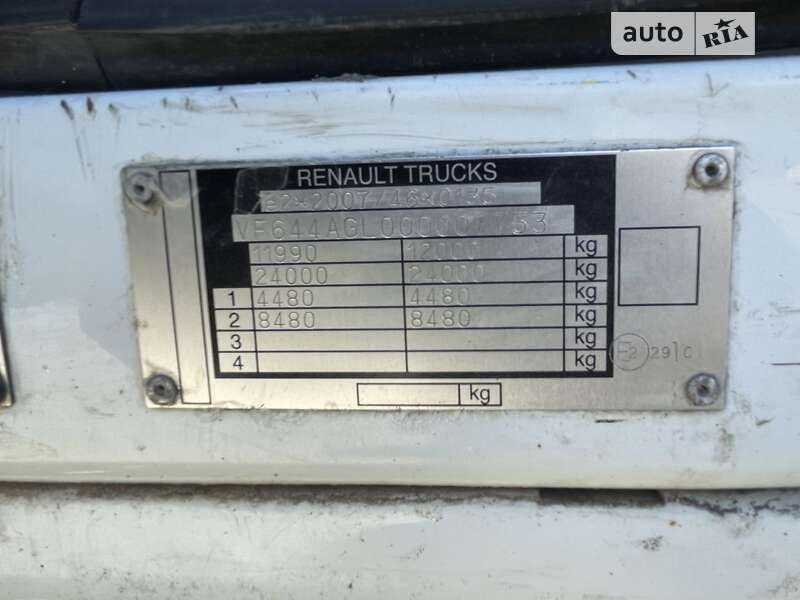 auto RIA
RENAULT TRUCKS
e2*2007/46*0135
VF644AGL000007753
11990 12000 kg
24000 24000 kg
1 4480 4480 kg
2 8480 8480 kg
3 kg
4 kg
E2 291C
kg